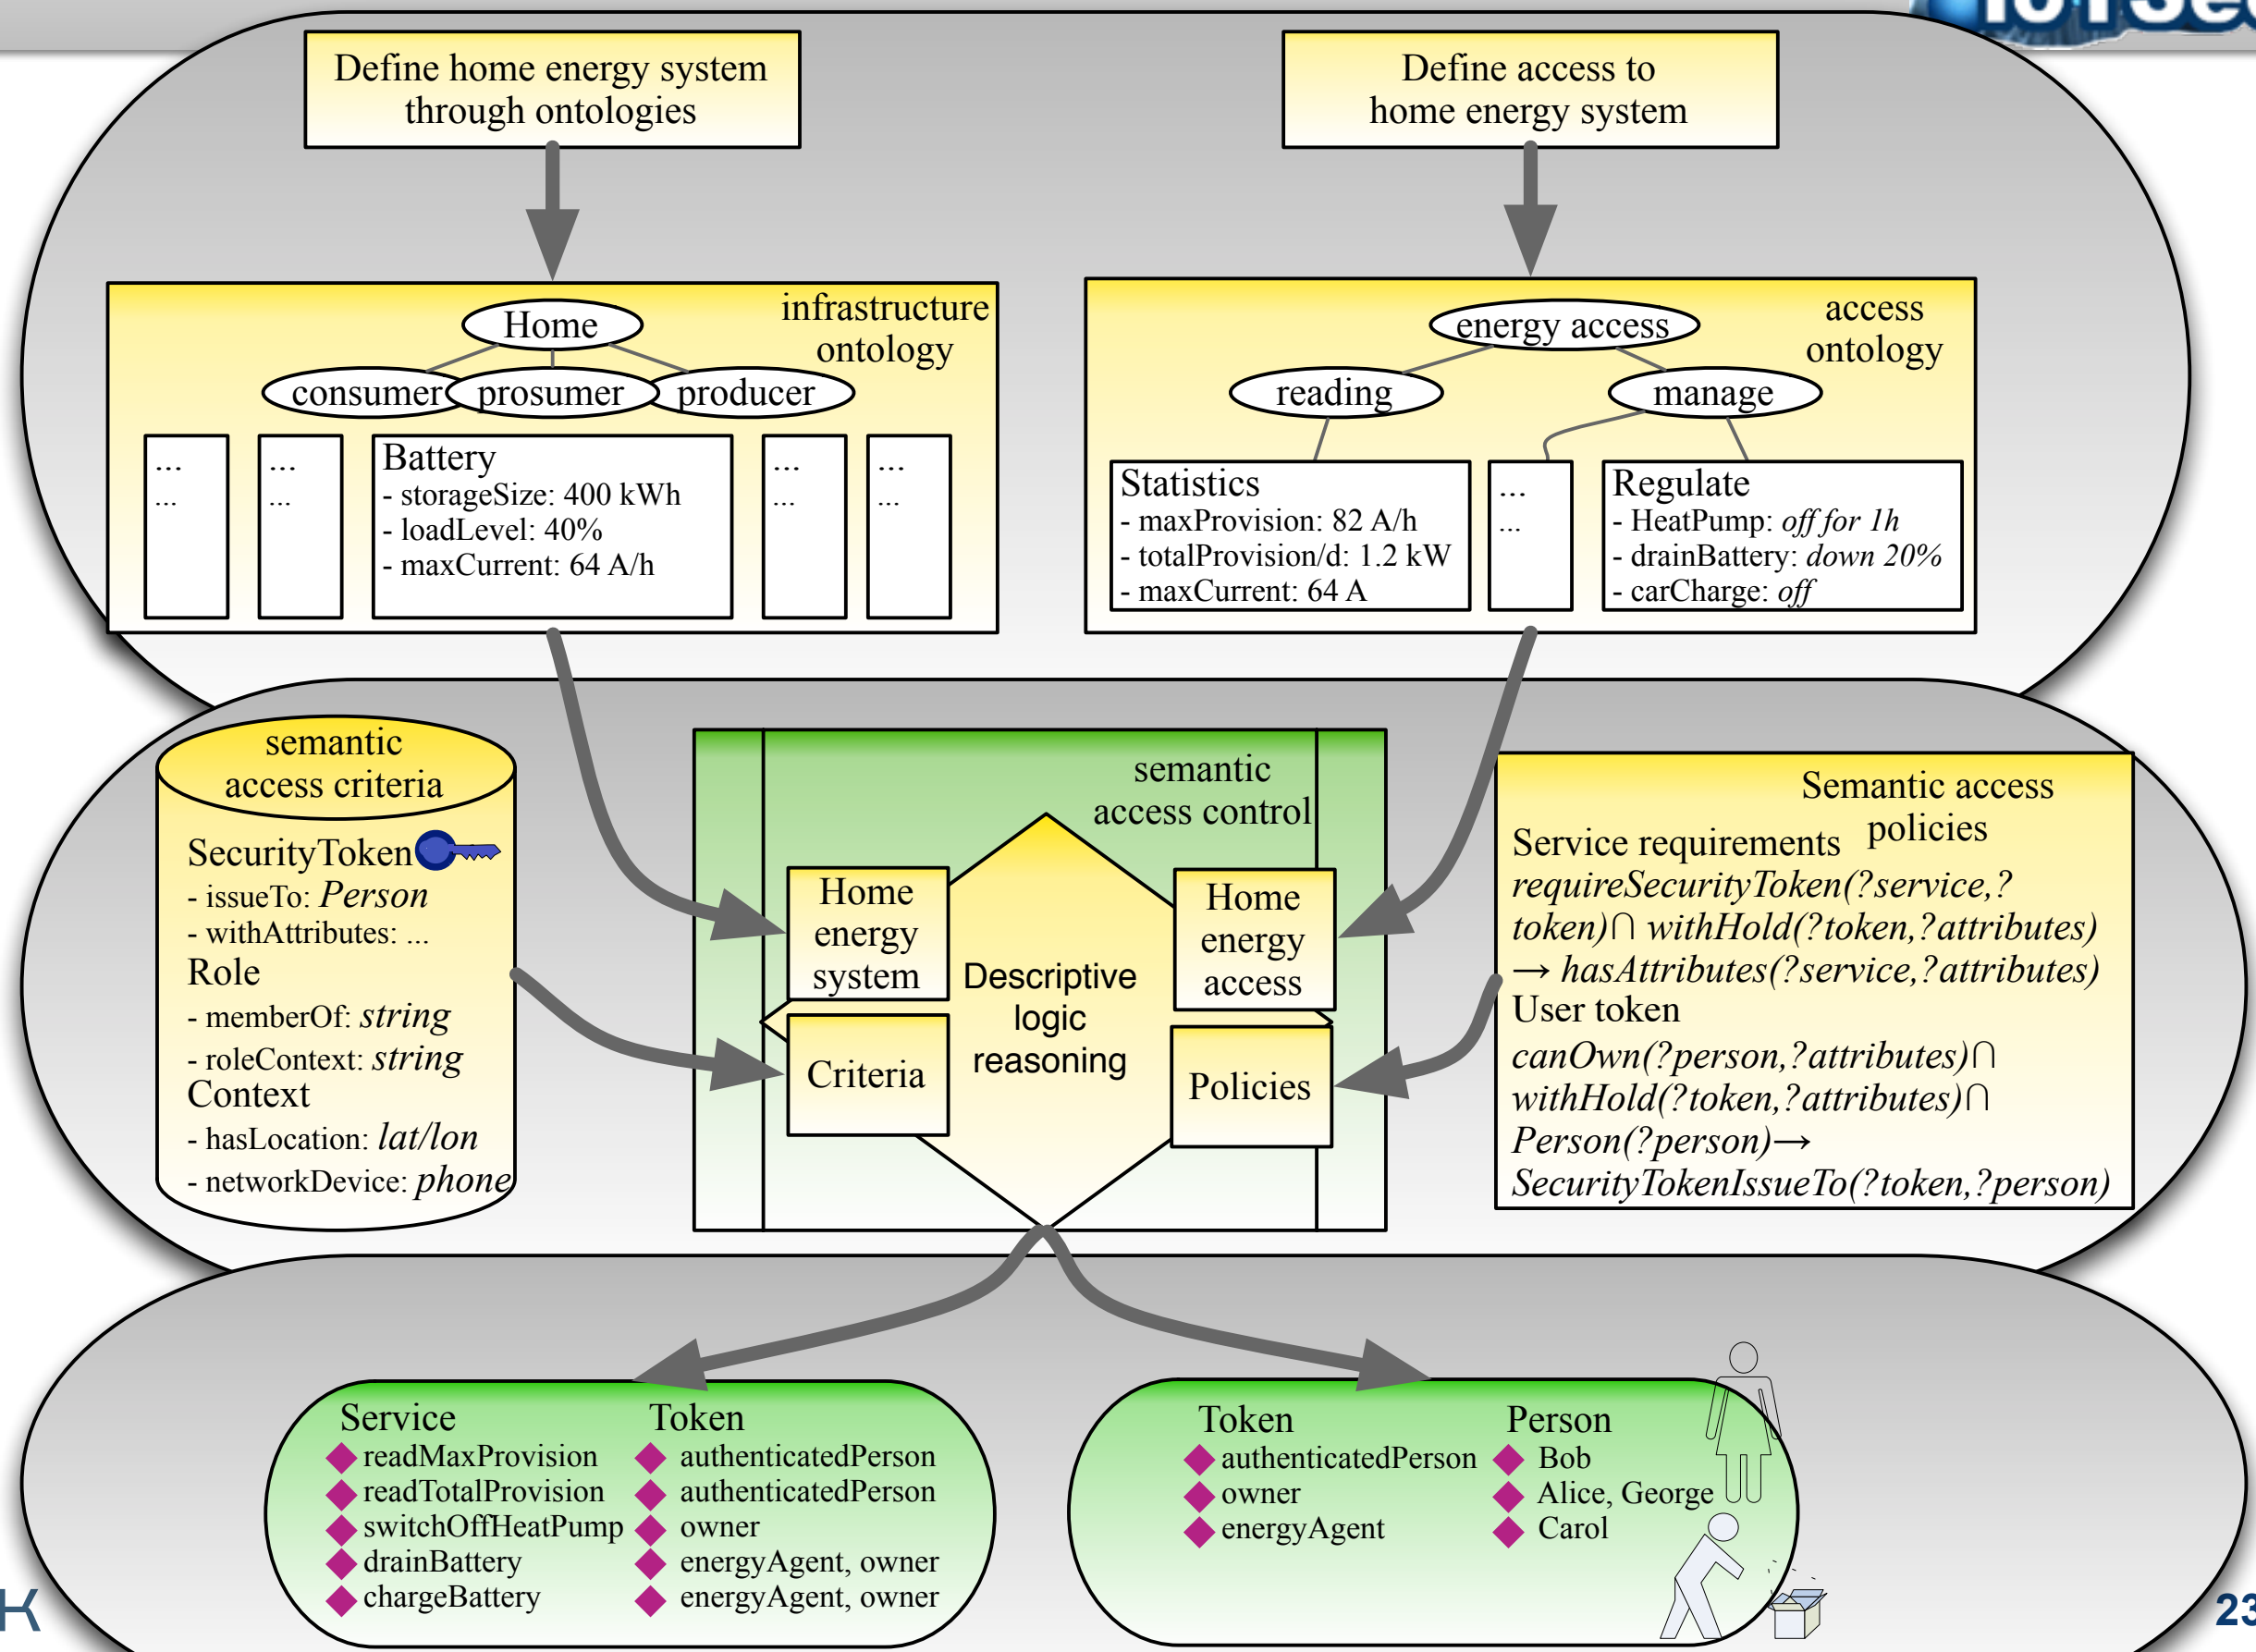 IoTSec
Define home energy system
through ontologies
Define access to
home energy system
infrastructure
ontology
Home
consumer
prosumer
producer
...
...
...
...
Battery
- storageSize: 400 kWh
- loadLevel: 40%
- maxCurrent: 64 A/h
...
...
...
...
access
ontology
energy access
reading
manage
Statistics
- maxProvision: 82 A/h
- totalProvision/d: 1.2 kW
- maxCurrent: 64 A
...
...
Regulate
- HeatPump: off for 1h
- drainBattery: down 20%
- carCharge: off
semantic
access criteria
SecurityToken
- issueTo: Person
- withAttributes: ...
Role
- memberOf: string
- roleContext: string
Context
- hasLocation: lat/lon
- networkDevice: phone
semantic
access control
Home
energy
system
Home
energy
access
Descriptive
logic
reasoning
Criteria
Policies
Semantic access
policies
Service requirements
requireSecurityToken(?service,?
token)∩ withHold(?token,?attributes)
→ hasAttributes(?service,?attributes)
User token
canOwn(?person,?attributes)∩
withHold(?token,?attributes)∩
Person(?person)→
SecurityTokenIssueTo(?token,?person)
Service Token
readMaxProvision authenticatedPerson
readTotalProvision authenticatedPerson
switchOffHeatPump owner
drainBattery energyAgent, owner
chargeBattery energyAgent, owner
Token Person
authenticatedPerson Bob
owner Alice, George
energyAgent Carol
K
23